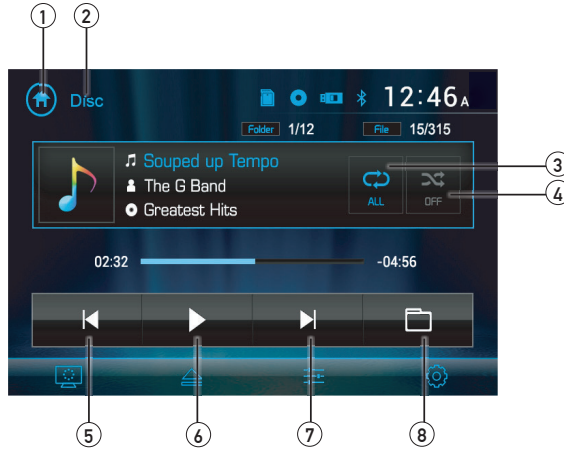 1 2
Disc 12:46A
Folder 1/12 File 15/315
Souped up Tempo
The G Band
Greatest Hits
ALL OFF
3
4
02:32 -04:56
5 6 7 8